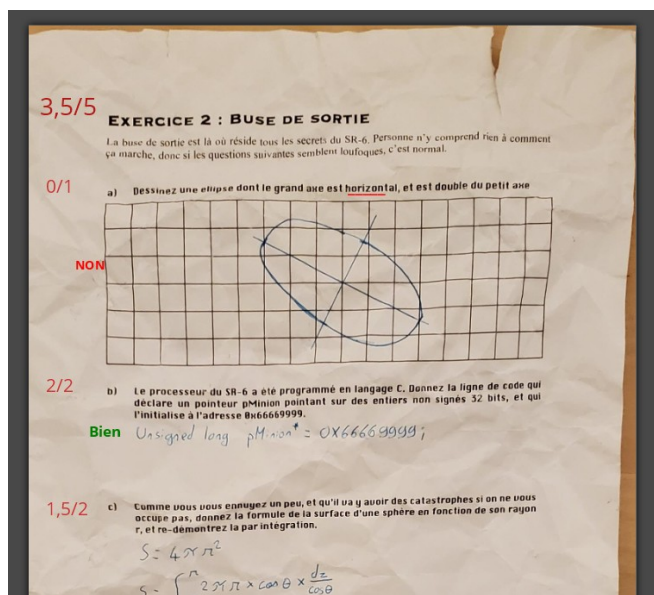 3,5/5
EXERCICE 2 : BUSE DE SORTIE
La buse de sortie est là où réside tous les secrets du SR-6. Personne n'y comprend rien à comment
ça marche, donc si les questions suivantes semblent loufoques, c'est normal.
0/1
a) Dessinez une ellipse dont le grand axe est horizontal, et est double du petit axe
NON
2/2
b) Le processeur du SR-6 a été programmé en langage C. Donnez la ligne de code qui
déclare un pointeur pMinion pointant sur des entiers non signés 32 bits, et qui
l'initialise à l'adresse 0x66669999.
Bien
Unsigned long pMinion* = 0X66669999;
1,5/2
c) Comme vous vous ennuyez un peu, et qu'il va y avoir des catastrophes si on ne vous
occupe pas, donnez la formule de la surface d'une sphère en fonction de son rayon
r, et re-démontrez la par intégration.
S = 4πr²
S = ∫ 2πr × cos θ × dz/cosθ